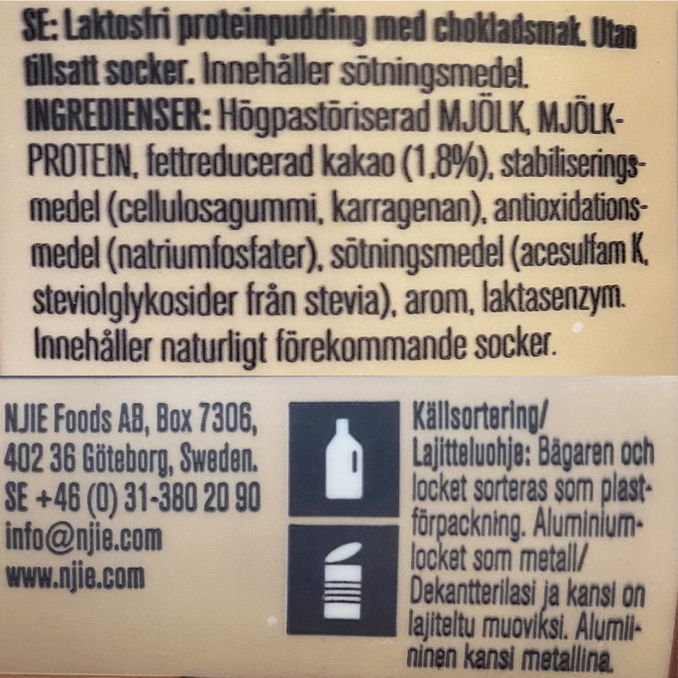 SE: Laktosfri proteinpudding med chokladsmak. Utan
tillsatt socker. Innehåller sötningsmedel.
INGREDIENSER: Högpastöriserad MJÖLK, MJÖLK-
PROTEIN, fettreducerad kakao (1,8%), stabiliserings-
medel (cellulosagummi, karragenan), antioxidations-
medel (natriumfosfater), sötningsmedel (acesulfam K,
steviolglykosider från stevia), arom, laktasenzym.
Innehåller naturligt förekommande socker.
NJIE Foods AB, Box 7306,
402 36 Göteborg, Sweden.
SE +46 (0) 31-380 20 90
info@njie.com
www.njie.com
Källsortering/
Lajitteluohje: Bägaren och
locket sorteras som plast-
förpackning. Aluminium-
locket som metall/
Dekantterilasi ja kansi on
lajiteltu muoviksi. Alumii-
ninen kansi metallina.